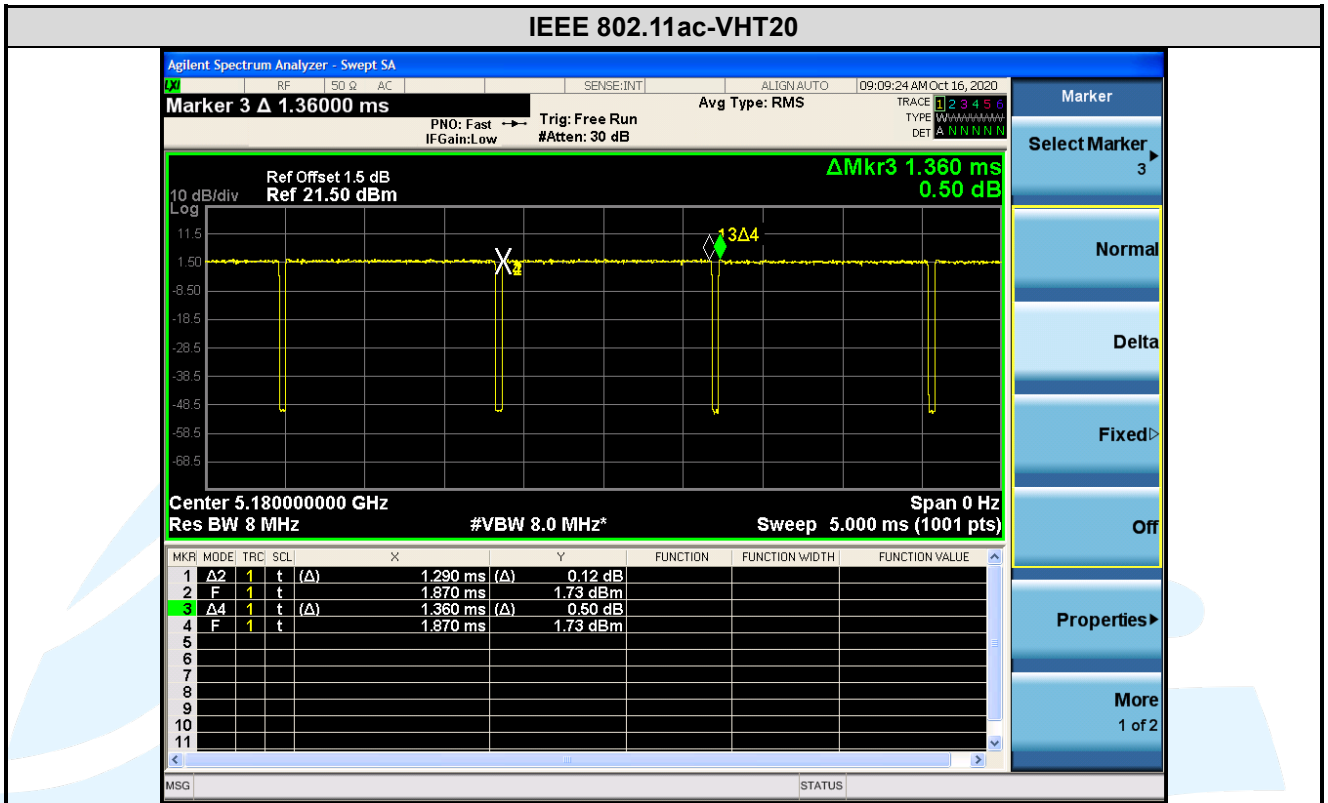 IEEE 802.11ac-VHT20
Agilent Spectrum Analyzer - Swept SA
LXI RF 50 Ω AC SENSE:INT ALIGN AUTO 09:09:24 AM Oct 16, 2020
Marker 3 Δ 1.36000 ms
PNO: Fast
IFGain:Low
Trig: Free Run
#Atten: 30 dB
Avg Type: RMS
TRACE 1 2 3 4 5 6
TYPE
DET A N N N N N
ΔMkr3 1.360 ms
0.50 dB
Ref Offset 1.5 dB
10 dB/div Ref 21.50 dBm
Log
11.5
1.50
-8.50
-18.5
-28.5
-38.5
-48.5
-58.5
-68.5
3Δ4
Center 5.180000000 GHz Span 0 Hz
Res BW 8 MHz #VBW 8.0 MHz* Sweep 5.000 ms (1001 pts)
MKR MODE TRC SCL X Y FUNCTION FUNCTION WIDTH FUNCTION VALUE
1 Δ2 1 t (Δ) 1.290 ms (Δ) 0.12 dB
2 F 1 t 1.870 ms 1.73 dBm
3 Δ4 1 t (Δ) 1.360 ms (Δ) 0.50 dB
4 F 1 t 1.870 ms 1.73 dBm
5
6
7
8
9
10
11
MSG STATUS
Marker
Select Marker
3
Normal
Delta
Fixed
Off
Properties
More
1 of 2